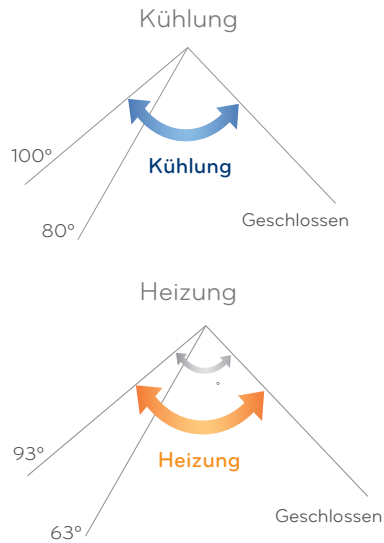 Kühlung
100°
Kühlung
80°
Geschlossen
Heizung
°
93°
Heizung
63°
Geschlossen